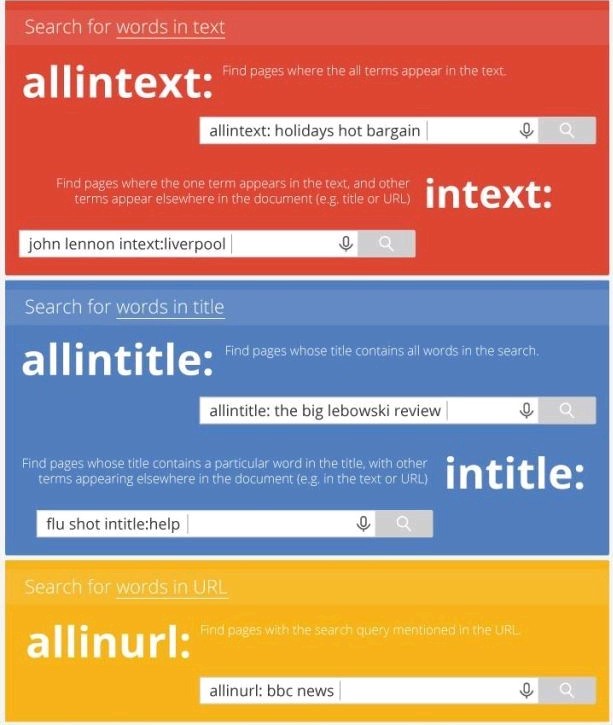 Search for words in text
allintext:
Find pages where the all terms appear in the text.
allintext: holidays hot bargain
Find pages where the one term appears in the text, and other
terms appear elsewhere in the document (e.g. title or URL)
intext:
john lennon intext:liverpool
Search for words in title
allintitle:
Find pages whose title contains all words in the search.
allintitle: the big lebowski review
Find pages whose title contains a particular word in the title, with other
terms appearing elsewhere in the document (e.g. in the text or URL)
intitle:
flu shot intitle:help
Search for words in URL
allinurl:
Find pages with the search query mentioned in the URL.
allinurl: bbc news